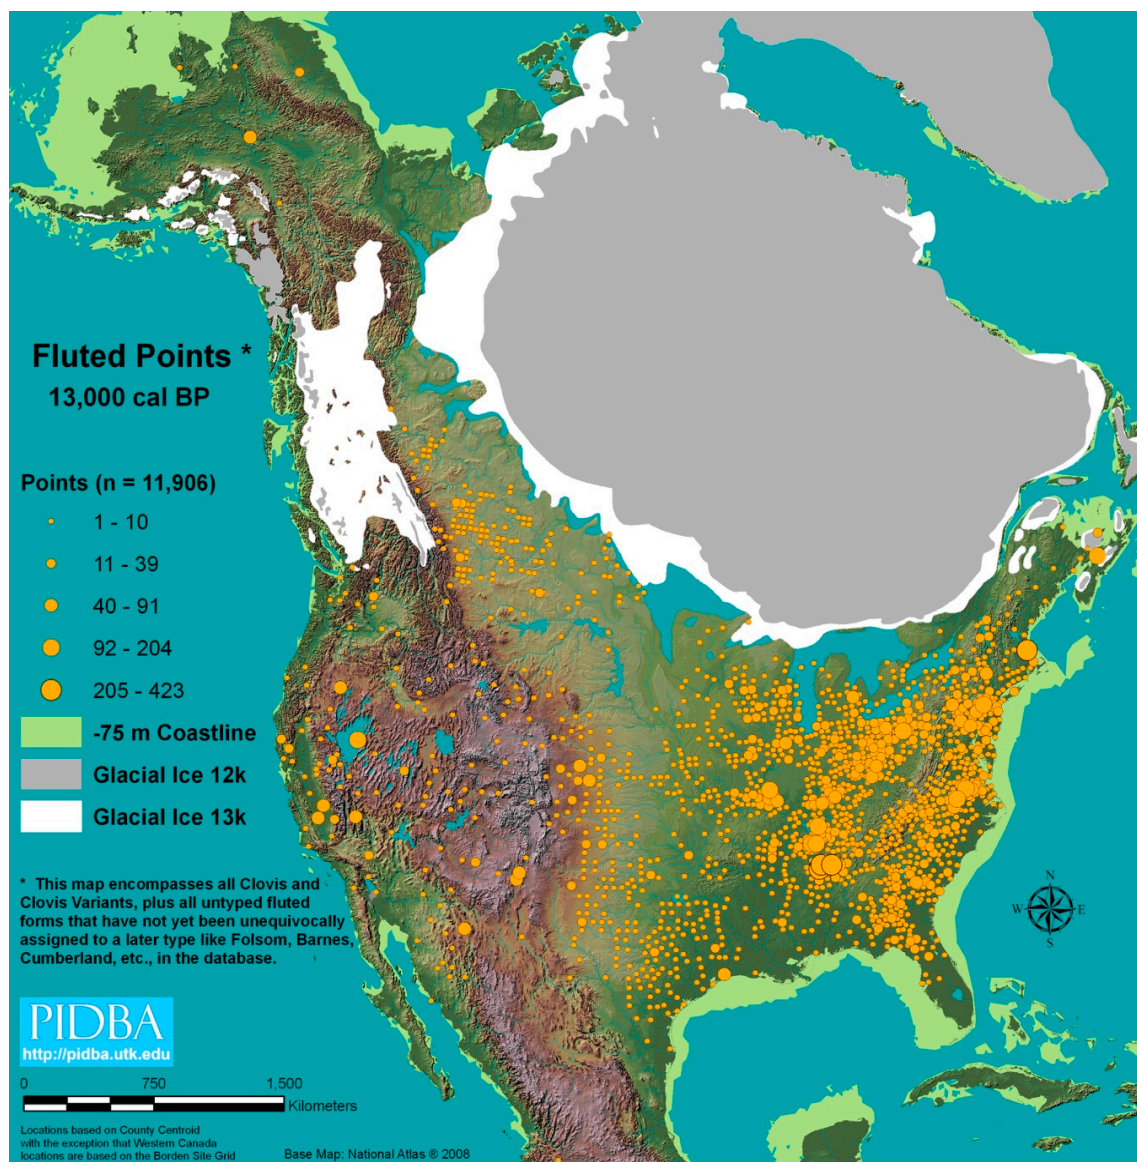 Fluted Points *
13,000 cal BP
Points (n = 11,906)
1 - 10
11 - 39
40 - 91
92 - 204
205 - 423
-75 m Coastline
Glacial Ice 12k
Glacial Ice 13k
* This map encompasses all Clovis and
Clovis Variants, plus all untyped fluted
forms that have not yet been unequivocally
assigned to a later type like Folsom, Barnes,
Cumberland, etc., in the database.
PIDBA
http://pidba.utk.edu
0 750 1,500
Kilometers
Locations based on County Centroid
with the exception that Western Canada
locations are based on the Borden Site Grid
Base Map: National Atlas ® 2008
N
W E
S